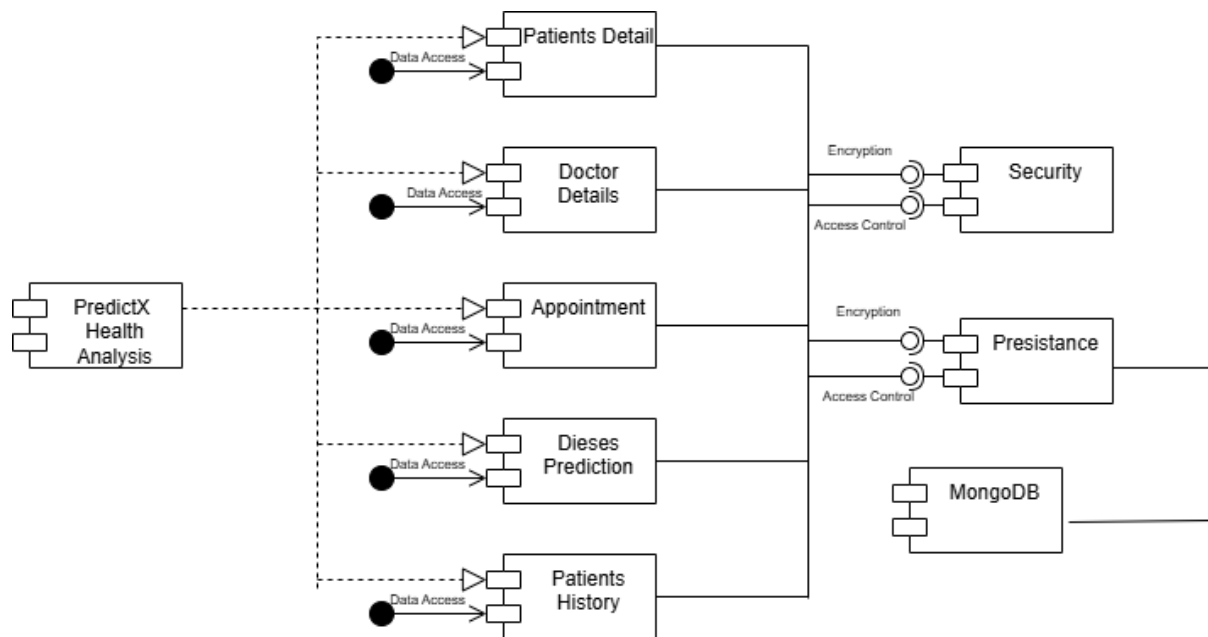 Patients Detail
Data Access
Encryption
Doctor
Details
Security
Data Access
Access Control
PredictX
Health
Analysis
Appointment
Encryption
Data Access
Presistance
Access Control
Dieses
Prediction
Data Access
MongoDB
Patients
History
Data Access